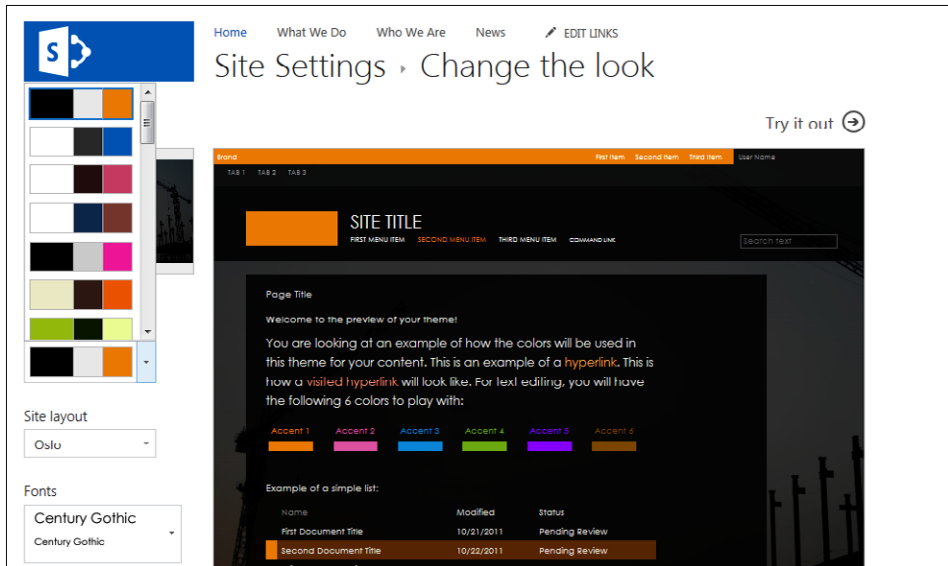 Home What We Do Who We Are News EDIT LINKS
S
Site Settings › Change the look
Try it out
Brand First Item Second Item Third Item User Name
TAB 1 TAB 2 TAB 3
SITE TITLE
FIRST MENU ITEM SECOND MENU ITEM THIRD MENU ITEM COMMAND LINK
Search text
Page Title
Welcome to the preview of your theme!
You are looking at an example of how the colors will be used in
this theme for your content. This is an example of a hyperlink. This is
how a visited hyperlink will look like. For text editing, you will have
the following 6 colors to play with:
Accent 1 Accent 2 Accent 3 Accent 4 Accent 5 Accent 6
Site layout
Oslo
Fonts
Century Gothic
Century Gothic
Example of a simple list:
Name Modified Status
First Document Title 10/21/2011 Pending Review
Second Document Title 10/22/2011 Pending Review